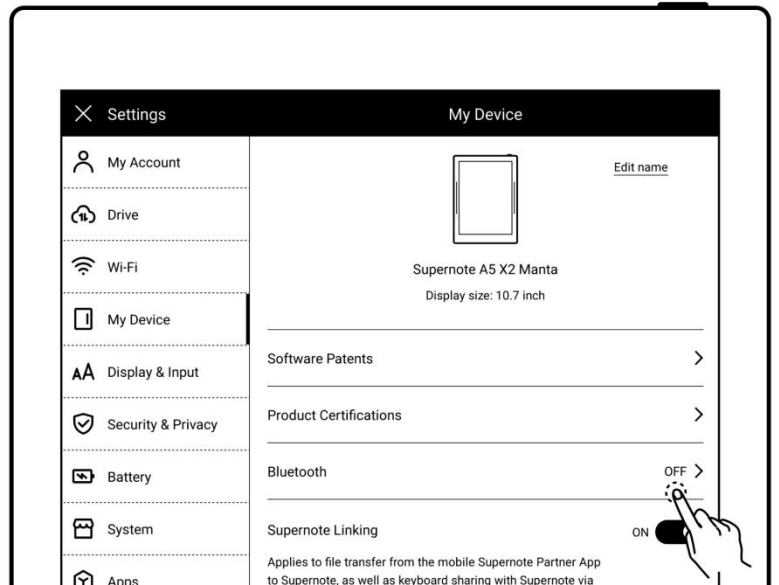 Settings
My Device
My Account
Drive
Wi-Fi
My Device
Display & Input
Security & Privacy
Battery
System
Apps
Edit name
Supernote A5 X2 Manta
Display size: 10.7 inch
Software Patents
Product Certifications
Bluetooth OFF
Supernote Linking ON
Applies to file transfer from the mobile Supernote Partner App
to Supernote, as well as keyboard sharing with Supernote via